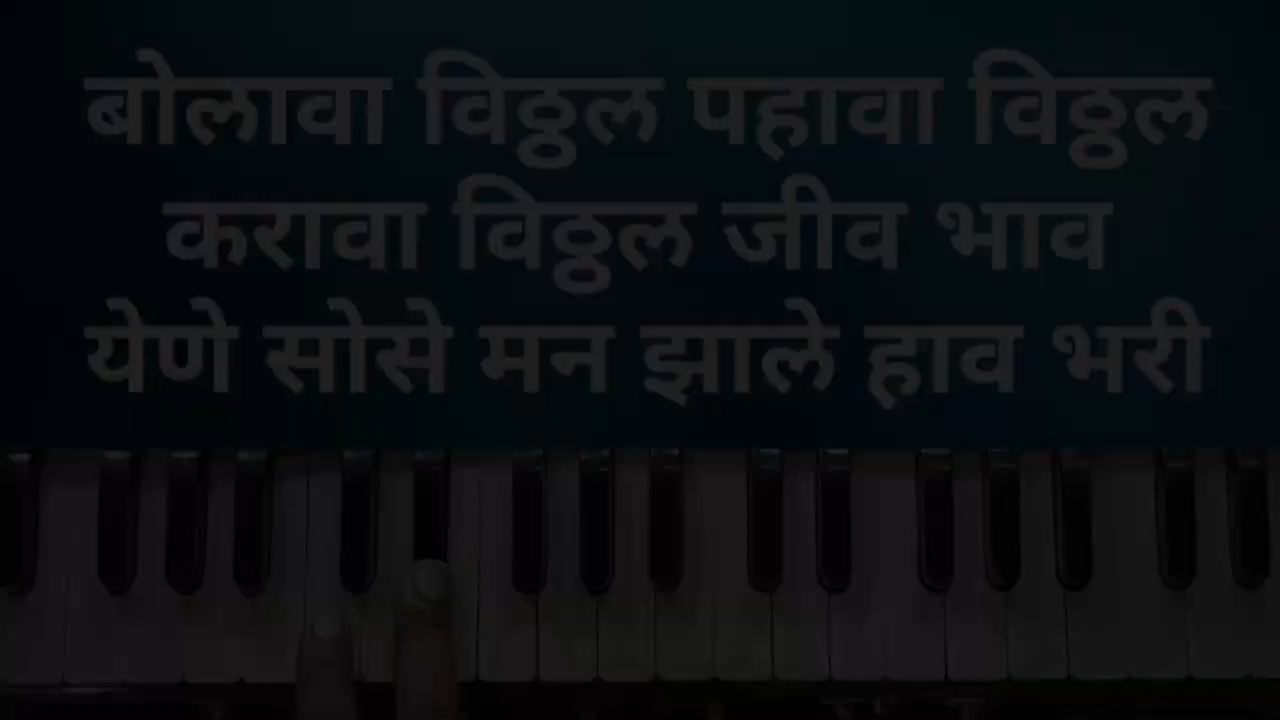 बोलावा विठ्ठल पहावा विठ्ठल
करावा विठ्ठल जीव भाव
येणे सोसे मन झाले हाव भरी